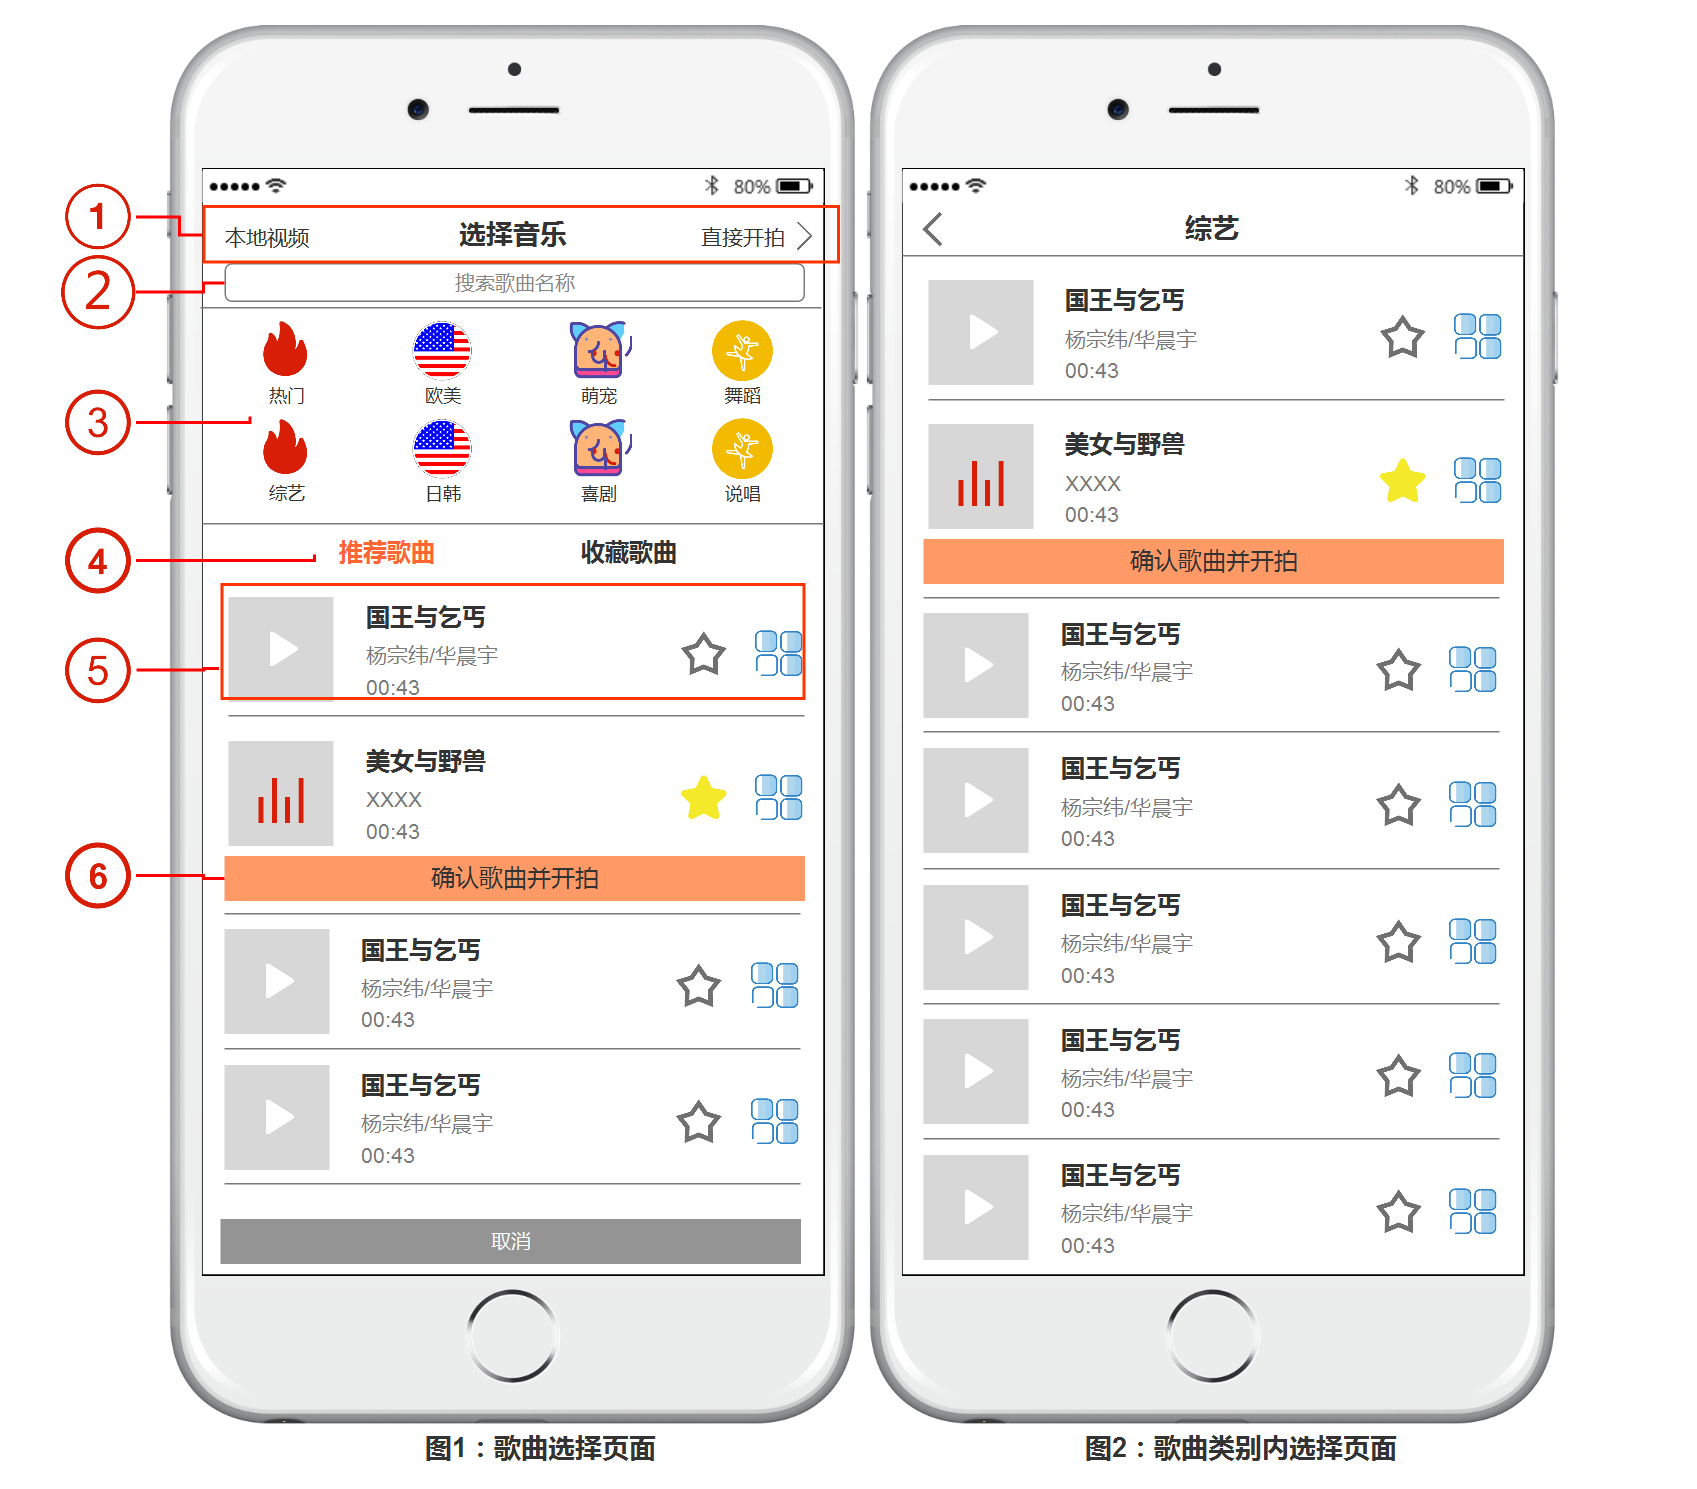 80%
1
本地视频
选择音乐
直接开拍
2
搜索歌曲名称
热门
欧美
萌宠
舞蹈
3
综艺
日韩
喜剧
说唱
4
推荐歌曲
收藏歌曲
5
国王与乞丐
杨宗纬/华晨宇
00:43
美女与野兽
XXXX
00:43
6
确认歌曲并开拍
国王与乞丐
杨宗纬/华晨宇
00:43
国王与乞丐
杨宗纬/华晨宇
00:43
取消
图1：歌曲选择页面
80%
综艺
国王与乞丐
杨宗纬/华晨宇
00:43
美女与野兽
XXXX
00:43
确认歌曲并开拍
国王与乞丐
杨宗纬/华晨宇
00:43
国王与乞丐
杨宗纬/华晨宇
00:43
国王与乞丐
杨宗纬/华晨宇
00:43
国王与乞丐
杨宗纬/华晨宇
00:43
国王与乞丐
杨宗纬/华晨宇
00:43
图2：歌曲类别内选择页面